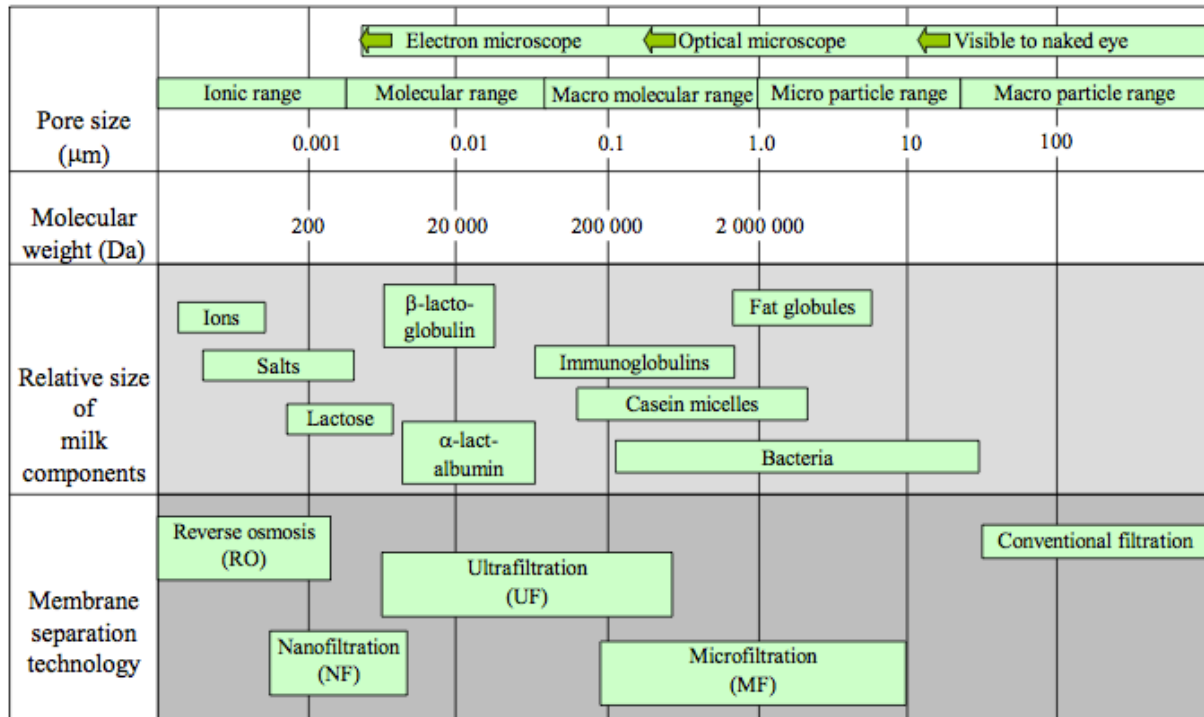 Electron microscope
Optical microscope
Visible to naked eye
Ionic range
Molecular range
Macro molecular range
Micro particle range
Macro particle range
Pore size
(μm)
0.001
0.01
0.1
1.0
10
100
Molecular
weight (Da)
200
20 000
200 000
2 000 000
Relative size
of
milk
components
Ions
β-lacto-
globulin
Fat globules
Salts
Immunoglobulins
Lactose
Casein micelles
α-lact-
albumin
Bacteria
Membrane
separation
technology
Reverse osmosis
(RO)
Ultrafiltration
(UF)
Conventional filtration
Nanofiltration
(NF)
Microfiltration
(MF)